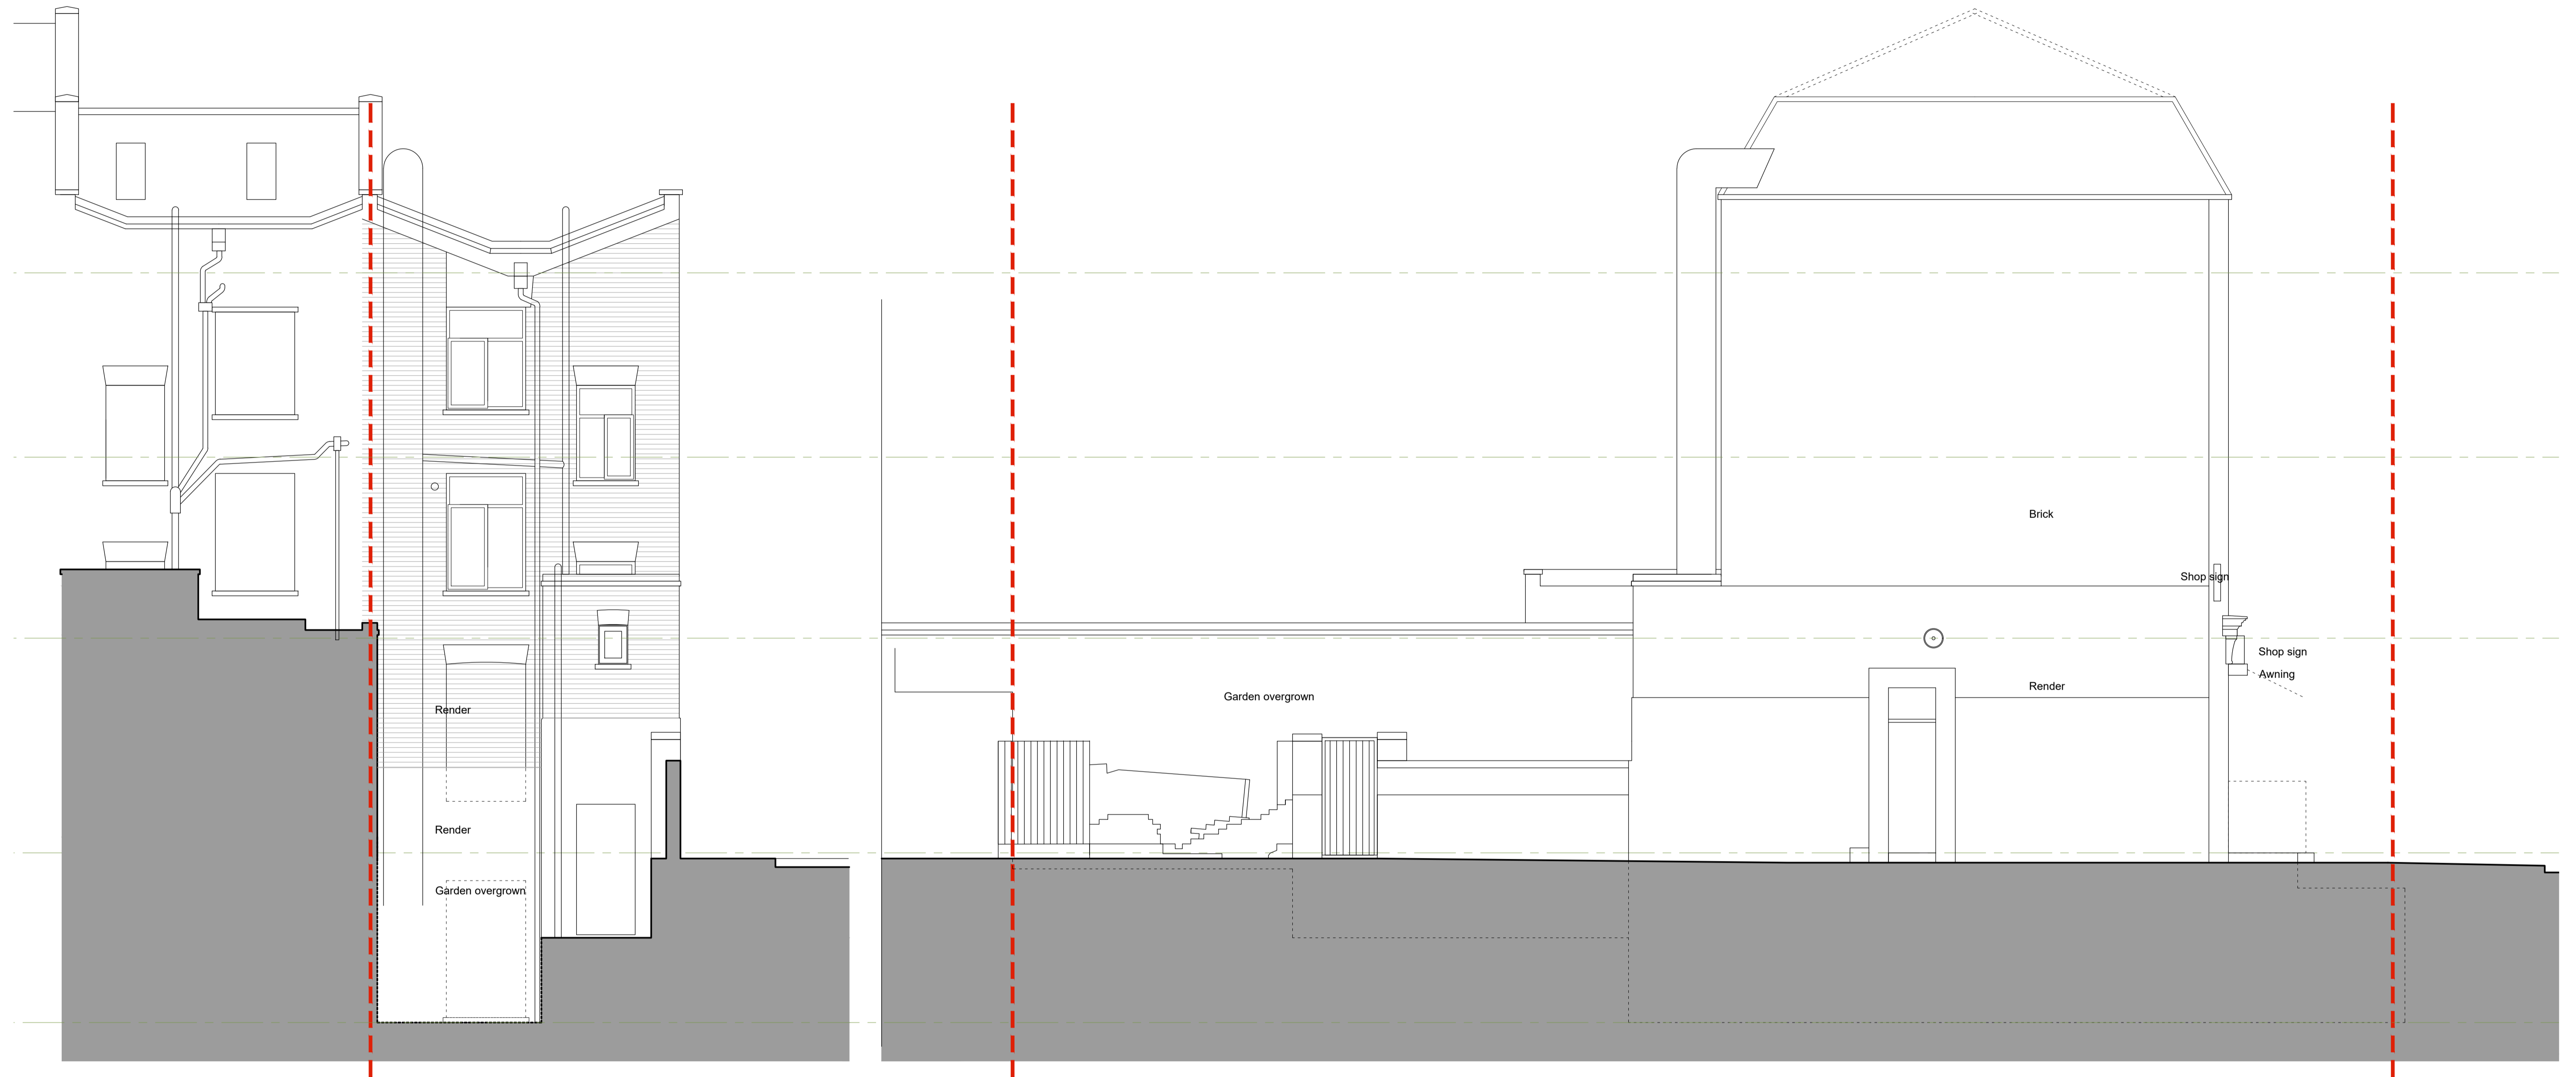 Render
Render
Garden overgrown
Garden overgrown
Brick
Shop sign
Shop sign
Awning
Render